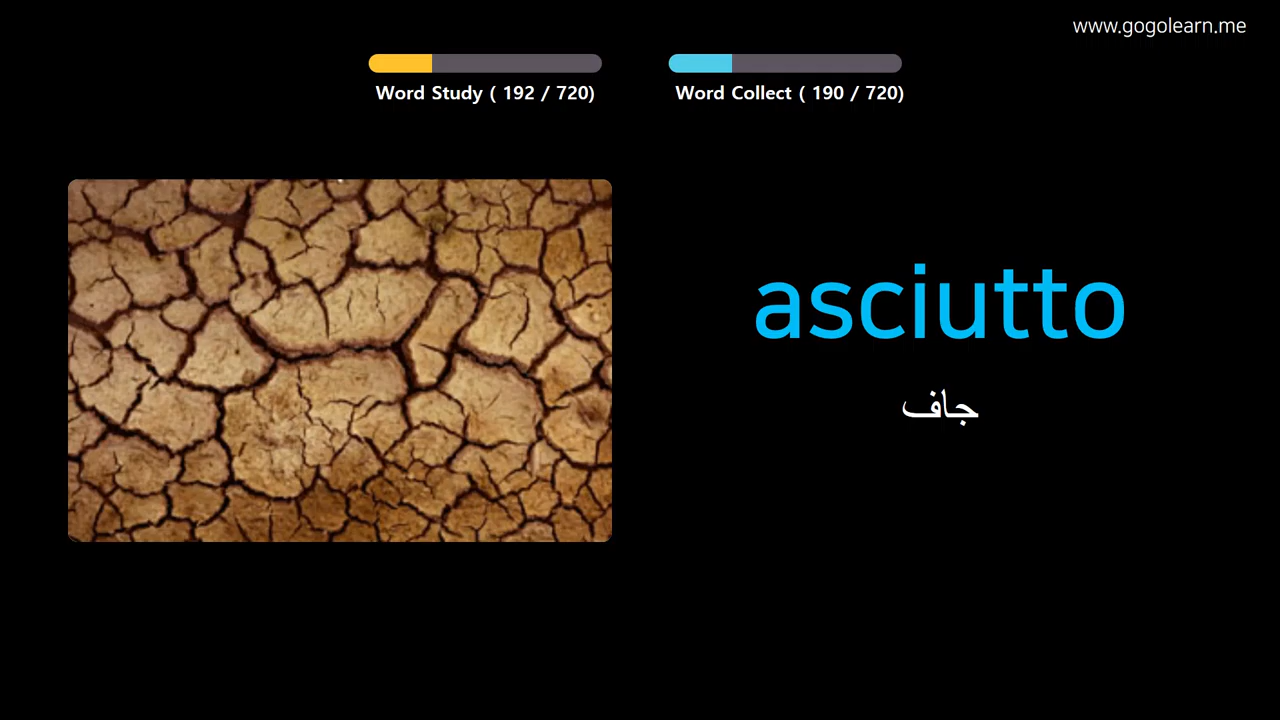 www.gogolearn.me
Word Study ( 192 / 720)
Word Collect ( 190 / 720)
asciutto
جاف